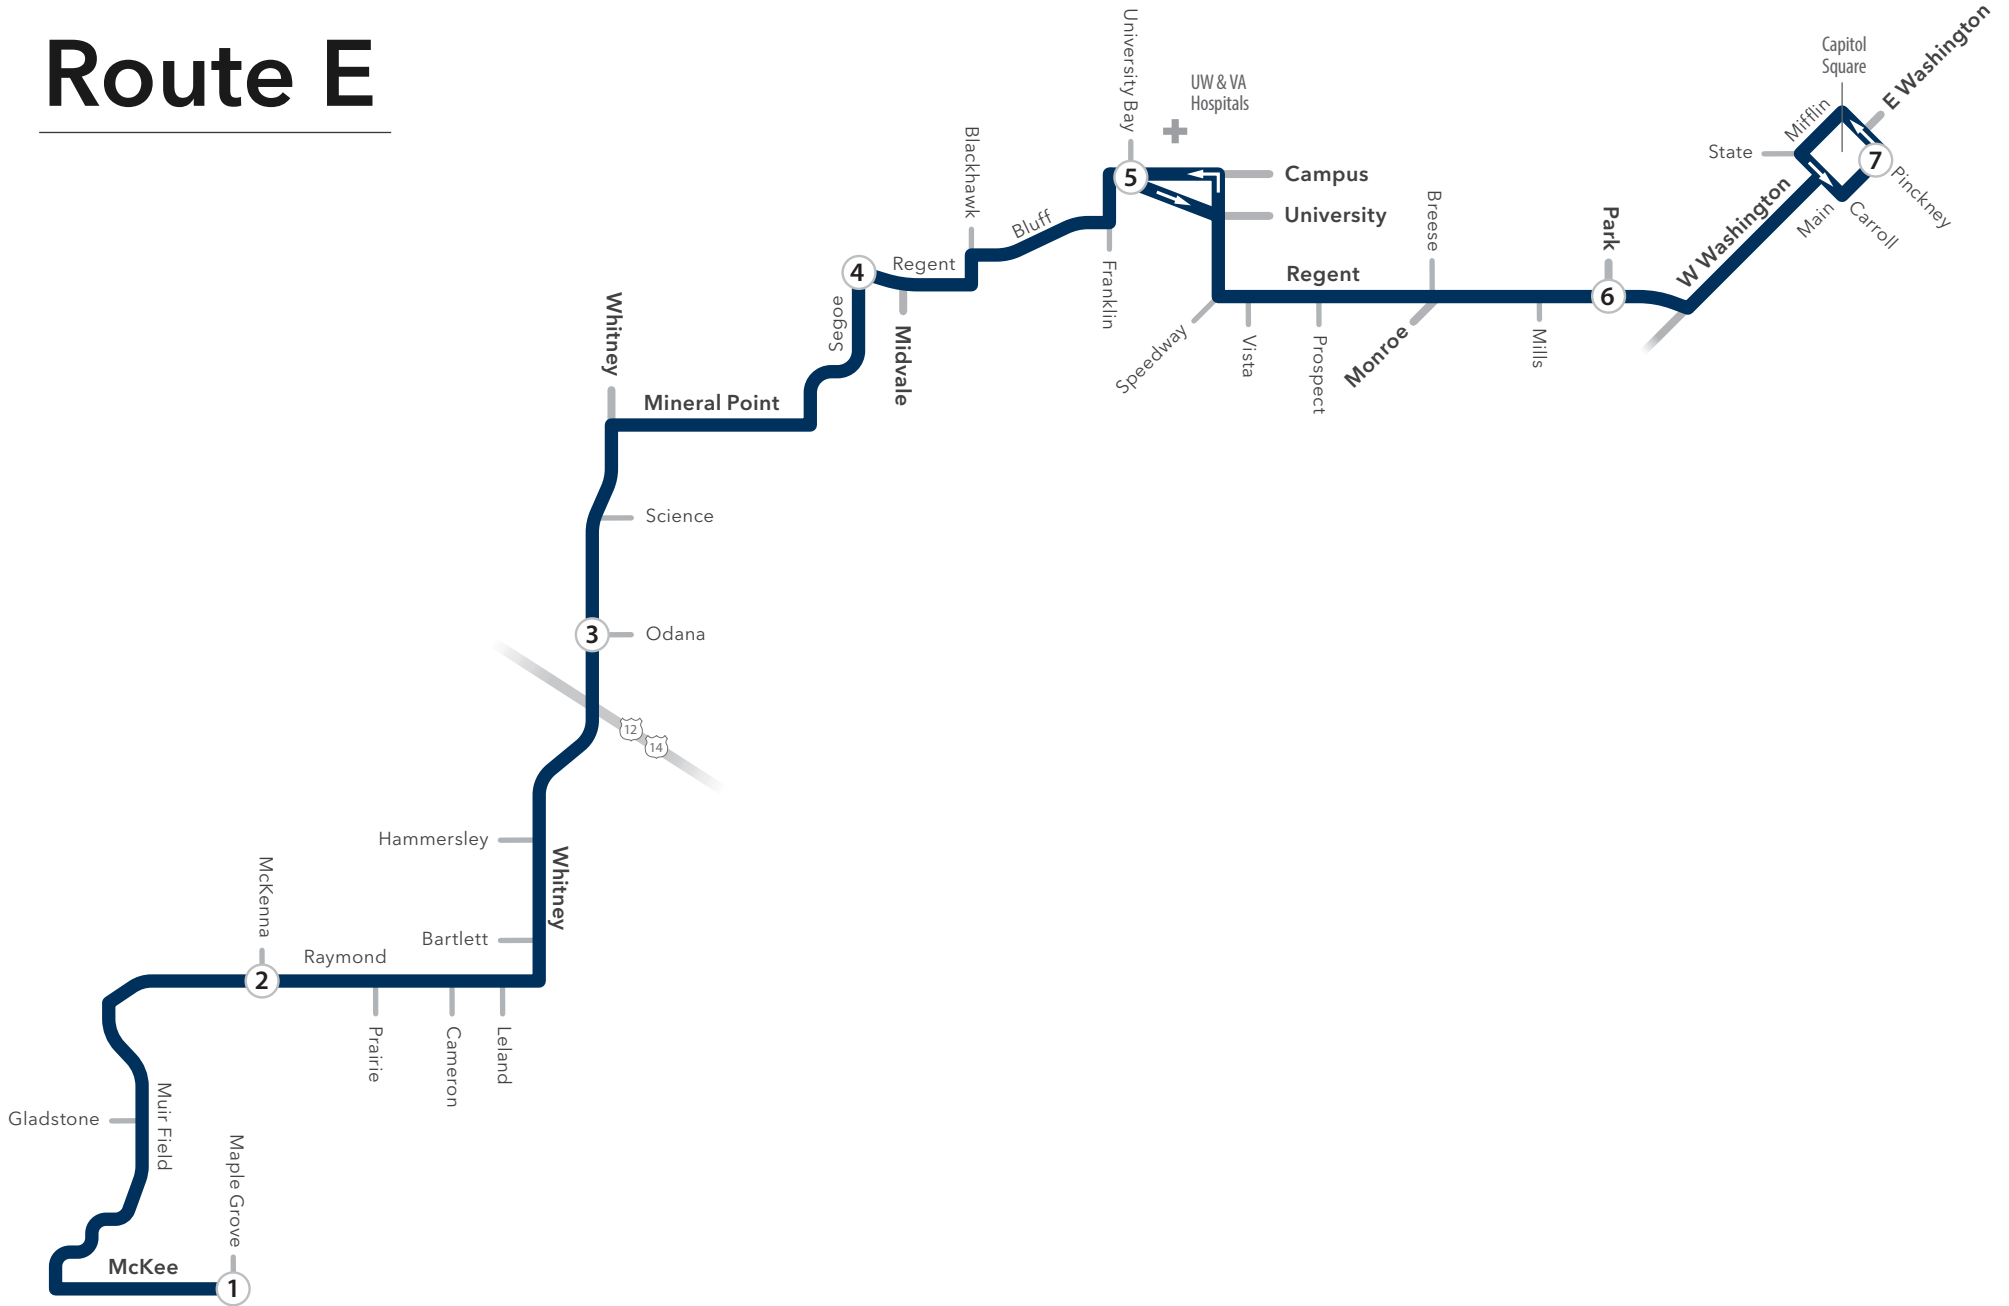 Route E
University Bay
UW & VA
Hospitals
Capitol
Square
E Washington
Mifflin
State
Blackhawk
5
Campus
University
7
Pinckney
Breese
Bluff
Main
Carroll
W Washington
Park
4
Regent
Segoe
Midvale
Franklin
Regent
6
Speedway
Vista
Prospect
Monroe
Mills
Whitney
Mineral Point
Science
3
Odana
12
14
Hammersley
Whitney
Bartlett
McKenna
2
Raymond
Prairie
Cameron
Leland
Gladstone
Muir Field
Maple Grove
McKee
1